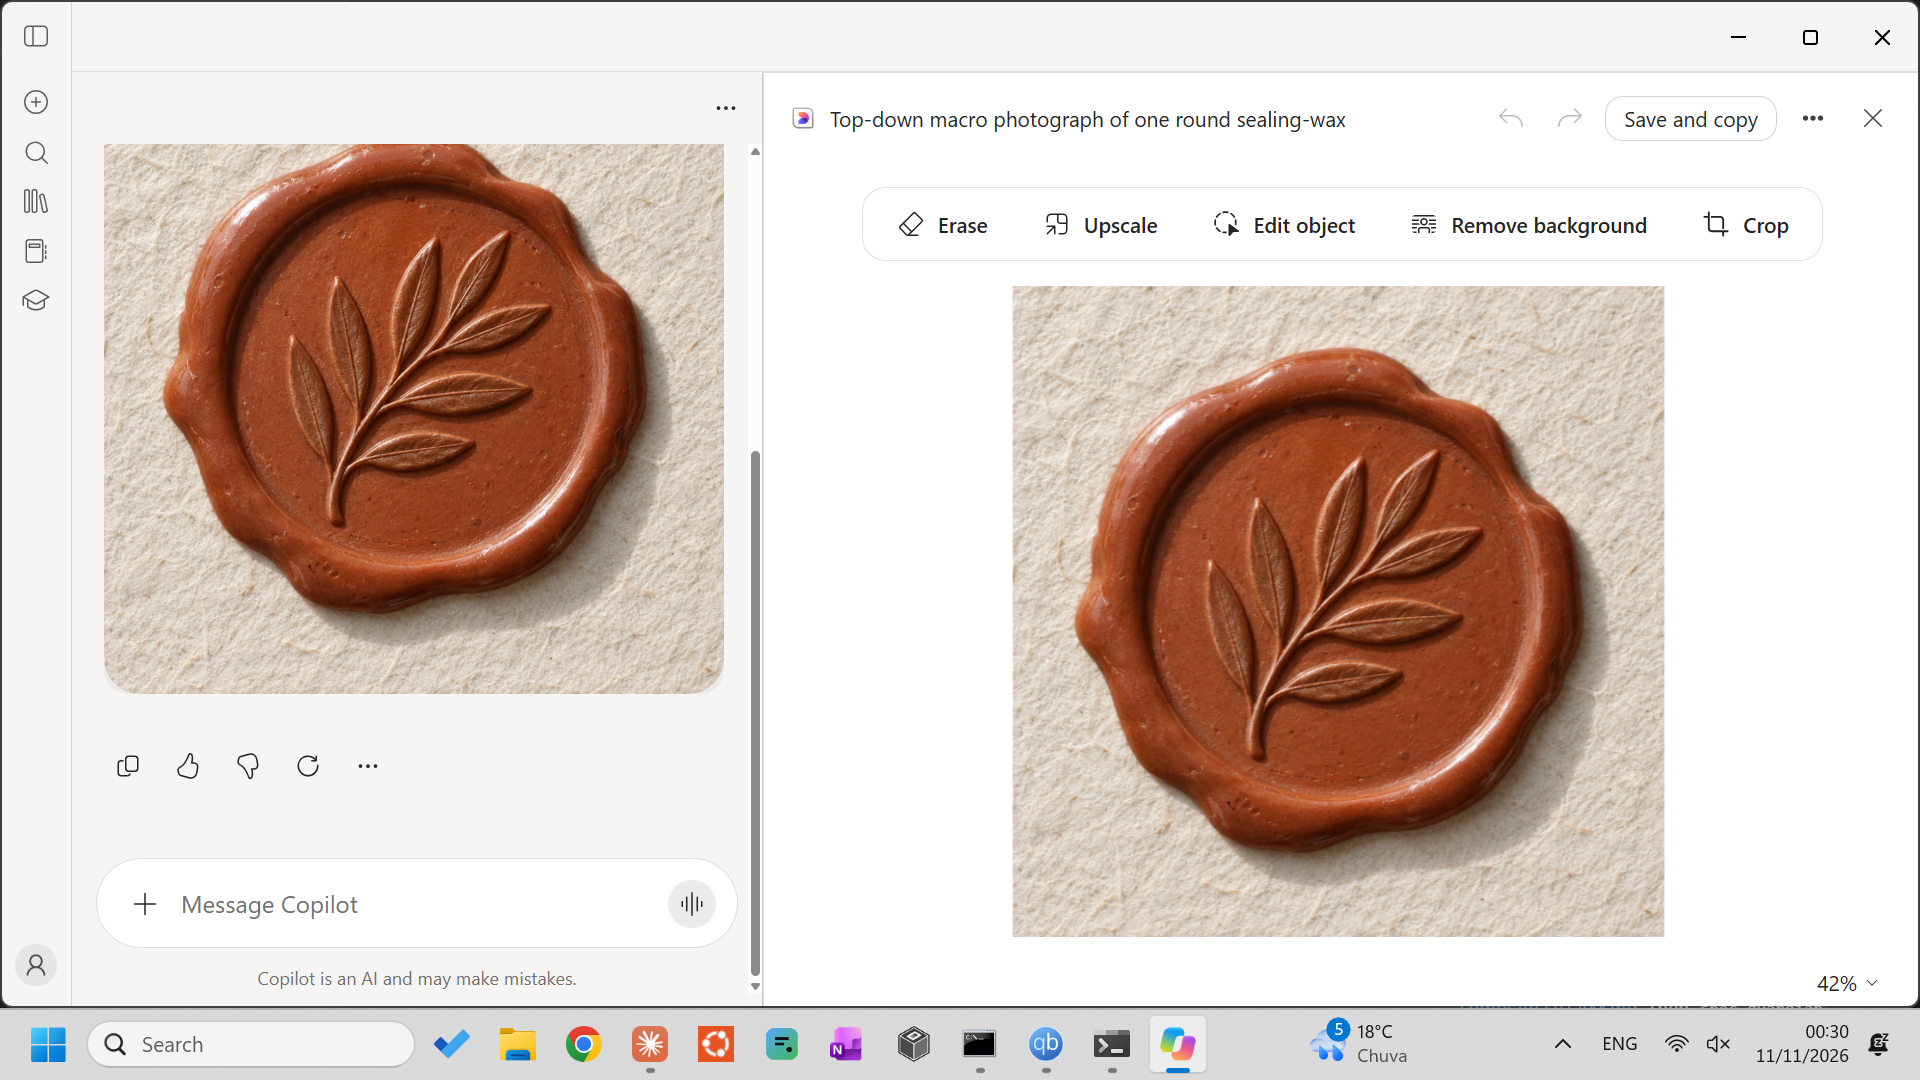 Top-down macro photograph of one round sealing-wax
Save and copy
Erase
Upscale
Edit object
Remove background
Crop
Message Copilot
Copilot is an AI and may make mistakes.
42%
Search
N
C:\_
qb
5
18°C
Chuva
ENG
00:30
11/11/2026